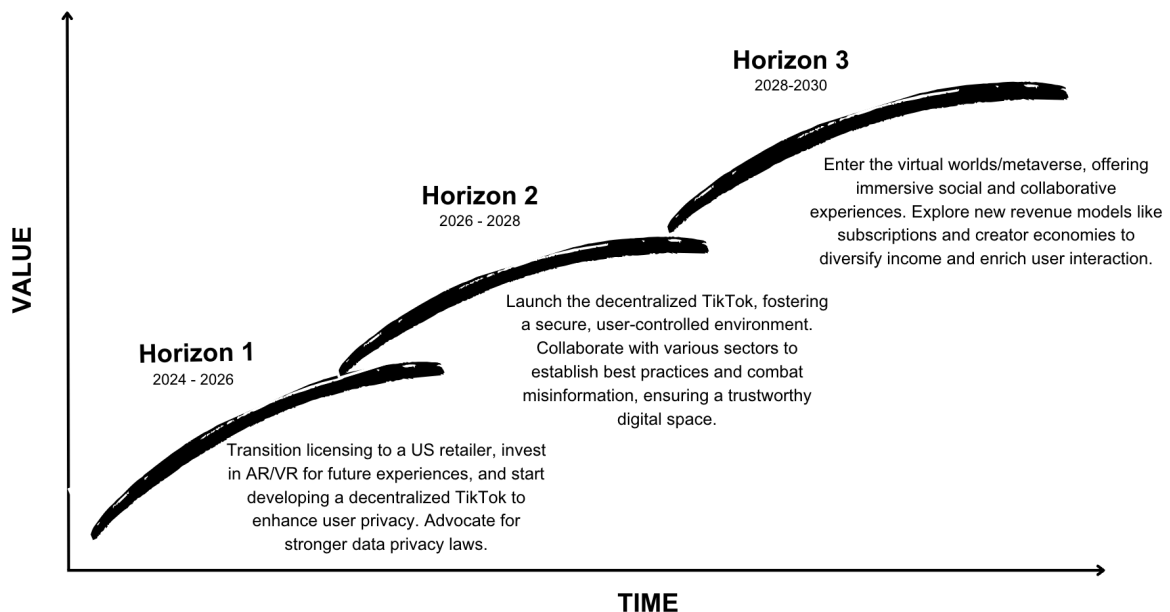 Horizon 3
2028-2030
Enter the virtual worlds/metaverse, offering
immersive social and collaborative
experiences. Explore new revenue models like
subscriptions and creator economies to
diversify income and enrich user interaction.
Horizon 2
2026 - 2028
Launch the decentralized TikTok, fostering
a secure, user-controlled environment.
Collaborate with various sectors to
establish best practices and combat
misinformation, ensuring a trustworthy
digital space.
Horizon 1
2024 - 2026
Transition licensing to a US retailer, invest
in AR/VR for future experiences, and start
developing a decentralized TikTok to
enhance user privacy. Advocate for
stronger data privacy laws.
VALUE
TIME